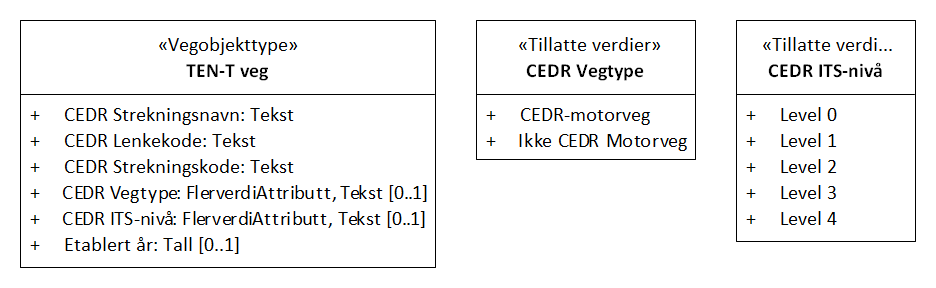 «Vegobjekttype»
TEN-T veg
+ CEDR Strekningsnavn: Tekst
+ CEDR Lenkekode: Tekst
+ CEDR Strekningskode: Tekst
+ CEDR Vegtype: FlerverdiAttributt, Tekst [0..1]
+ CEDR ITS-nivå: FlerverdiAttributt, Tekst [0..1]
+ Etablert år: Tall [0..1]
«Tillatte verdier»
CEDR Vegtype
+ CEDR-motorveg
+ Ikke CEDR Motorveg
«Tillatte verdi...
CEDR ITS-nivå
+ Level 0
+ Level 1
+ Level 2
+ Level 3
+ Level 4